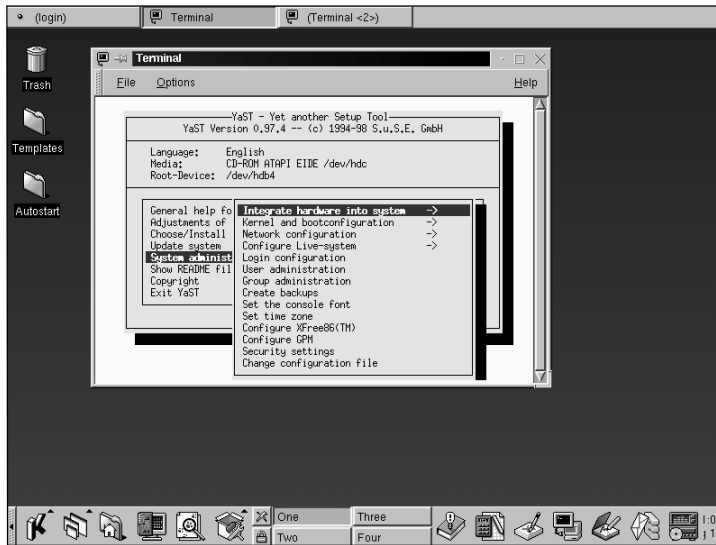 (login) Terminal (Terminal <2>)
Terminal
File Options Help
YaST - Yet another Setup Tool
YaST Version 0.97.4 -- (c) 1994-98 S.u.S.E. GmbH
Language: English
Media: CD-ROM ATAPI EIDE /dev/hdc
Root-Device: /dev/hdb4
General help fo
Adjustments of
Choose/Install
Update system
System administ
Show README fil
Copyright
Exit YaST
Integrate hardware into system ->
Kernel and bootconfiguration ->
Network configuration ->
Configure Live-system ->
Login configuration
User administration
Group administration
Create backups
Set the console font
Set time zone
Configure XFree86(TM)
Configure GPM
Security settings
Change configuration file
Trash
Templates
Autostart
One Three
Two Four